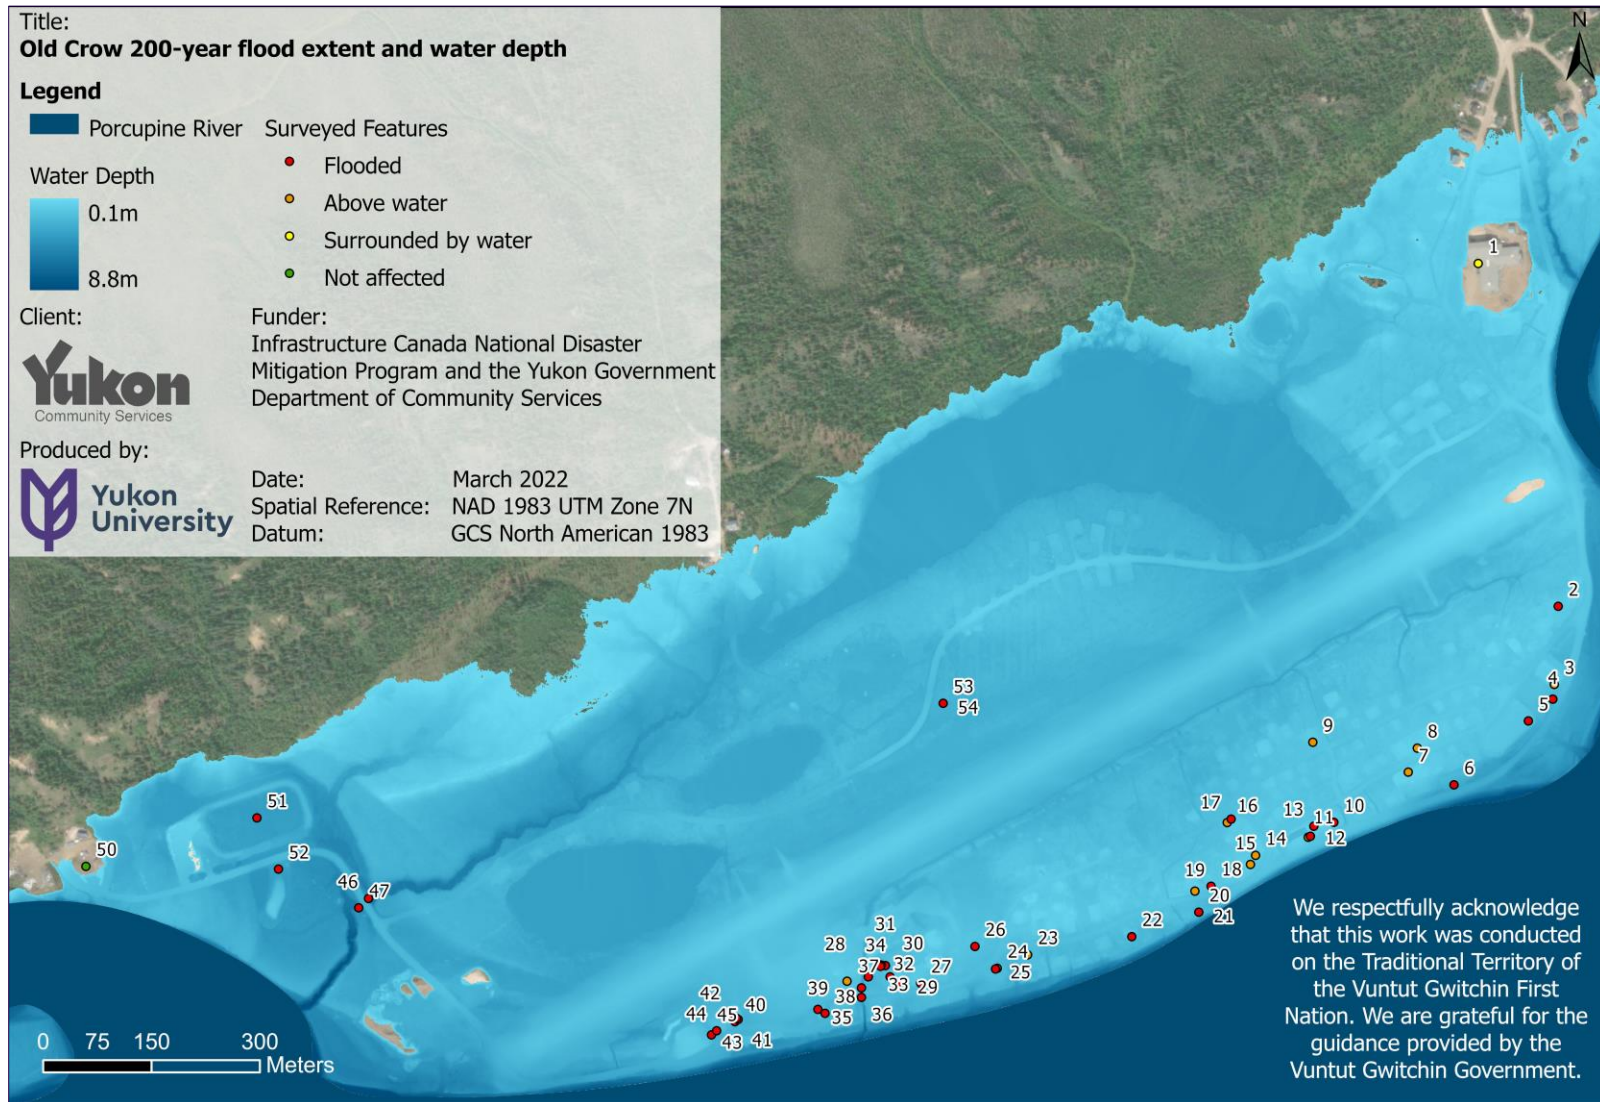 Title:
Old Crow 200-year flood extent and water depth
Legend
Porcupine River
Water Depth
0.1m
8.8m
Surveyed Features
Flooded
Above water
Surrounded by water
Not affected
Client:
Yukon
Community Services
Funder:
Infrastructure Canada National Disaster
Mitigation Program and the Yukon Government
Department of Community Services
Produced by:
Yukon
University
Date: March 2022
Spatial Reference: NAD 1983 UTM Zone 7N
Datum: GCS North American 1983
N
1
2
3
4
5
6
7
8
9
10
11
12
13
14
15
16
17
18
19
20
21
22
23
24
25
26
27
28
29
30
31
32
33
34
35
36
37
38
39
40
41
42
43
44
45
46
47
50
51
52
53
54
0 75 150 300
Meters
We respectfully acknowledge
that this work was conducted
on the Traditional Territory of
the Vuntut Gwitchin First
Nation. We are grateful for the
guidance provided by the
Vuntut Gwitchin Government.